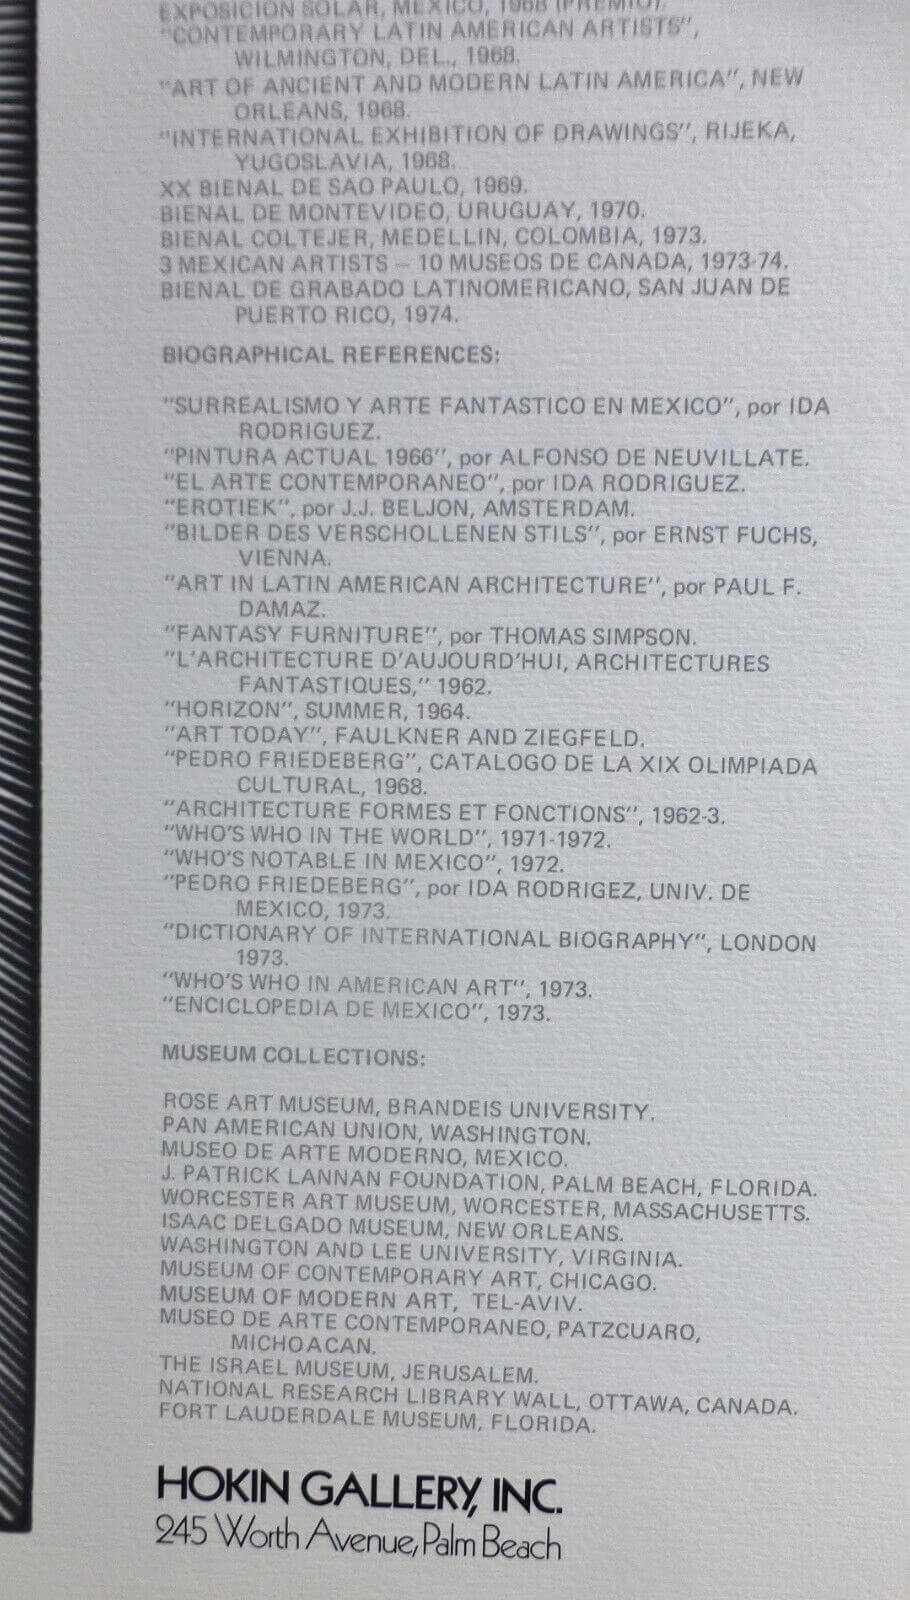 EXPOSICION SOLAR, MEXICO, 1968 (PREMIO).
"CONTEMPORARY LATIN AMERICAN ARTISTS",
WILMINGTON, DEL., 1968.
"ART OF ANCIENT AND MODERN LATIN AMERICA", NEW
ORLEANS, 1968.
"INTERNATIONAL EXHIBITION OF DRAWINGS", RIJEKA,
YUGOSLAVIA, 1968.
XX BIENAL DE SAO PAULO, 1969.
BIENAL DE MONTEVIDEO, URUGUAY, 1970.
BIENAL COLTEJER, MEDELLIN, COLOMBIA, 1973.
3 MEXICAN ARTISTS – 10 MUSEOS DE CANADA, 1973-74.
BIENAL DE GRABADO LATINOMERICANO, SAN JUAN DE
PUERTO RICO, 1974.
BIOGRAPHICAL REFERENCES:
"SURREALISMO Y ARTE FANTASTICO EN MEXICO", por IDA
RODRIGUEZ.
"PINTURA ACTUAL 1966", por ALFONSO DE NEUVILLATE.
"EL ARTE CONTEMPORANEO", por IDA RODRIGUEZ.
"EROTIEK", por J.J. BELJON, AMSTERDAM.
"BILDER DES VERSCHOLLENEN STILS", por ERNST FUCHS,
VIENNA.
"ART IN LATIN AMERICAN ARCHITECTURE", por PAUL F.
DAMAZ.
"FANTASY FURNITURE", por THOMAS SIMPSON.
"L'ARCHITECTURE D'AUJOURD'HUI, ARCHITECTURES
FANTASTIQUES," 1962.
"HORIZON", SUMMER, 1964.
"ART TODAY", FAULKNER AND ZIEGFELD.
"PEDRO FRIEDEBERG", CATALOGO DE LA XIX OLIMPIADA
CULTURAL, 1968.
"ARCHITECTURE FORMES ET FONCTIONS", 1962-3.
"WHO'S WHO IN THE WORLD", 1971-1972.
"WHO'S NOTABLE IN MEXICO", 1972.
"PEDRO FRIEDEBERG", por IDA RODRIGEZ, UNIV. DE
MEXICO, 1973.
"DICTIONARY OF INTERNATIONAL BIOGRAPHY", LONDON
1973.
"WHO'S WHO IN AMERICAN ART", 1973.
"ENCICLOPEDIA DE MEXICO", 1973.
MUSEUM COLLECTIONS:
ROSE ART MUSEUM, BRANDEIS UNIVERSITY.
PAN AMERICAN UNION, WASHINGTON.
MUSEO DE ARTE MODERNO, MEXICO.
J. PATRICK LANNAN FOUNDATION, PALM BEACH, FLORIDA.
WORCESTER ART MUSEUM, WORCESTER, MASSACHUSETTS.
ISAAC DELGADO MUSEUM, NEW ORLEANS.
WASHINGTON AND LEE UNIVERSITY, VIRGINIA.
MUSEUM OF CONTEMPORARY ART, CHICAGO.
MUSEUM OF MODERN ART, TEL-AVIV.
MUSEO DE ARTE CONTEMPORANEO, PATZCUARO,
MICHOACAN.
THE ISRAEL MUSEUM, JERUSALEM.
NATIONAL RESEARCH LIBRARY WALL, OTTAWA, CANADA.
FORT LAUDERDALE MUSEUM, FLORIDA.
HOKIN GALLERY, INC.
245 Worth Avenue, Palm Beach